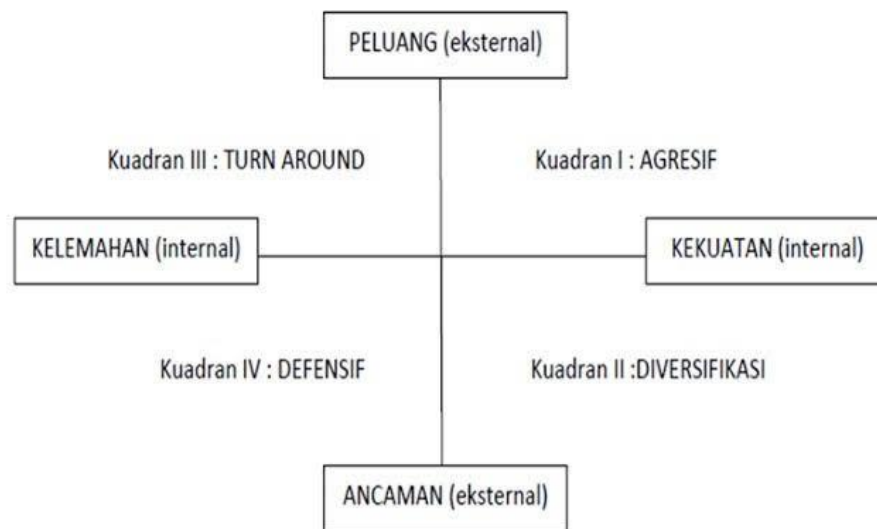 PELUANG (eksternal)
Kuadran III : TURN AROUND
Kuadran I : AGRESIF
KELEMAHAN (internal)
KEKUATAN (internal)
Kuadran IV : DEFENSIF
Kuadran II :DIVERSIFIKASI
ANCAMAN (eksternal)